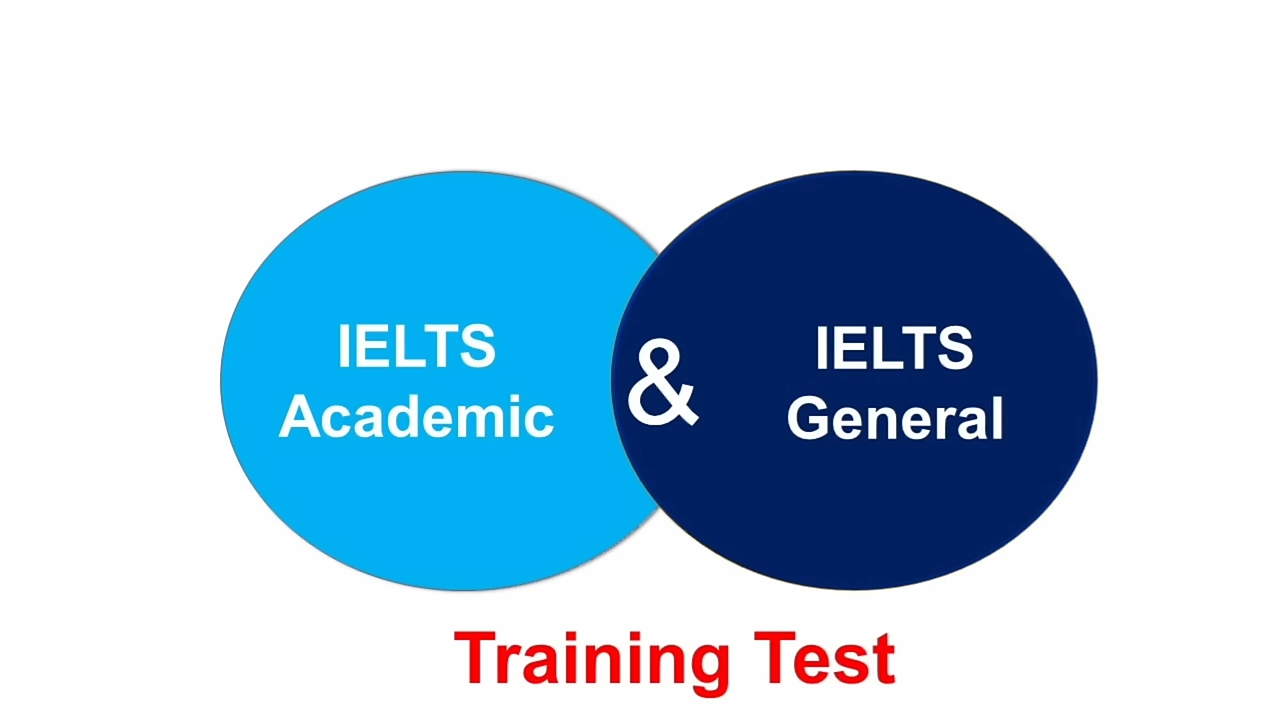 IELTS
Academic
&
IELTS
General
Training Test